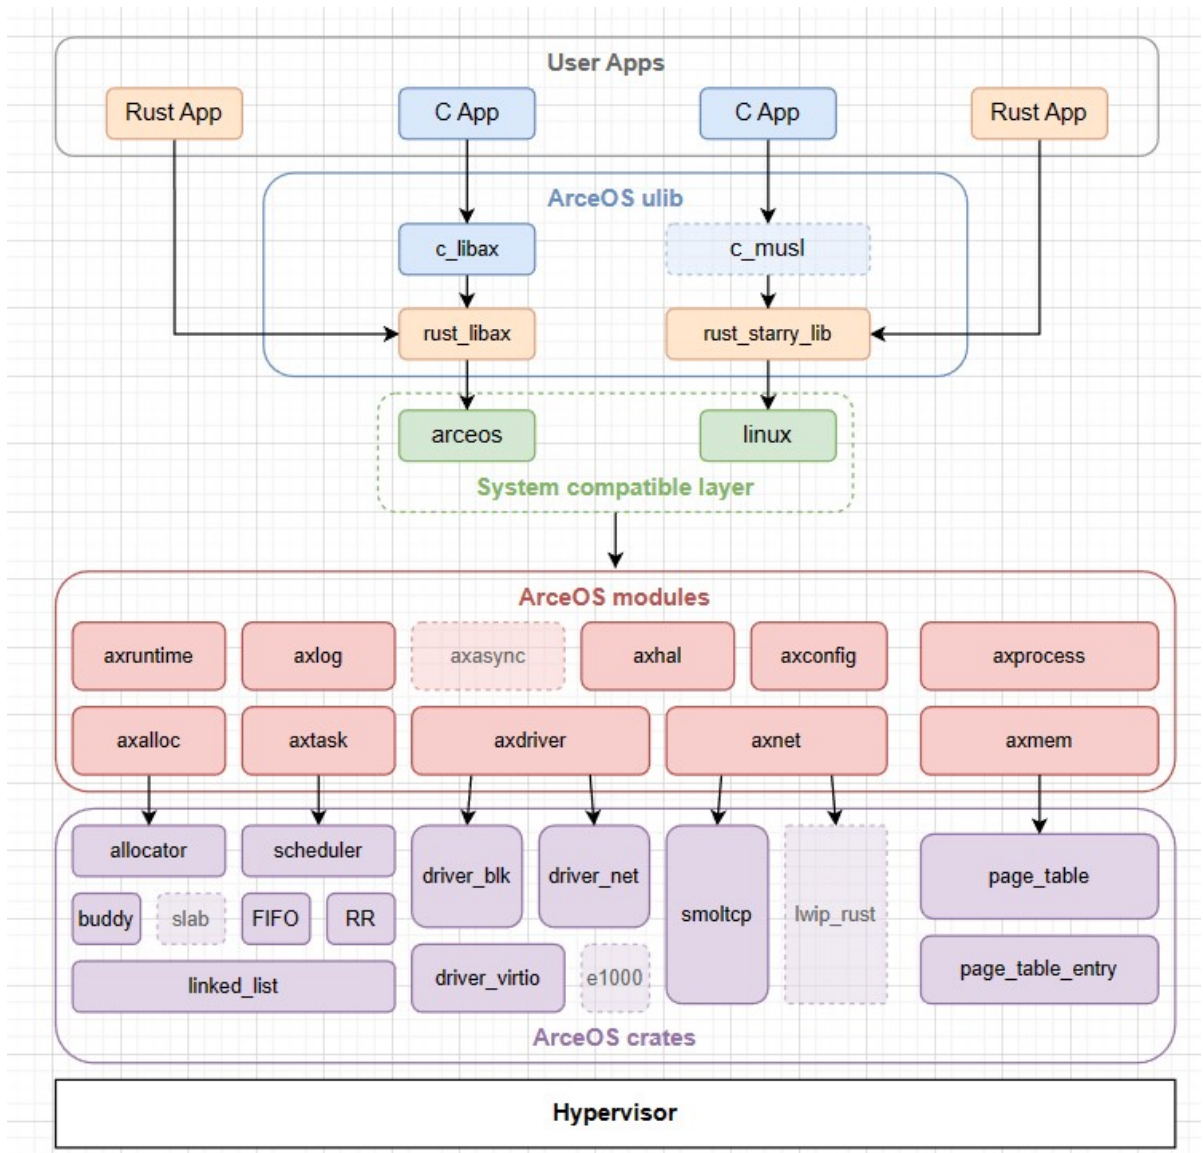 User Apps
Rust App
C App
C App
Rust App
ArceOS ulib
c_libax
c_musl
rust_libax
rust_starry_lib
arceos
linux
System compatible layer
ArceOS modules
axruntime
axlog
axasync
axhal
axconfig
axprocess
axalloc
axtask
axdriver
axnet
axmem
allocator
scheduler
driver_blk
driver_net
smoltcp
lwip_rust
page_table
buddy
slab
FIFO
RR
linked_list
driver_virtio
e1000
page_table_entry
ArceOS crates
Hypervisor